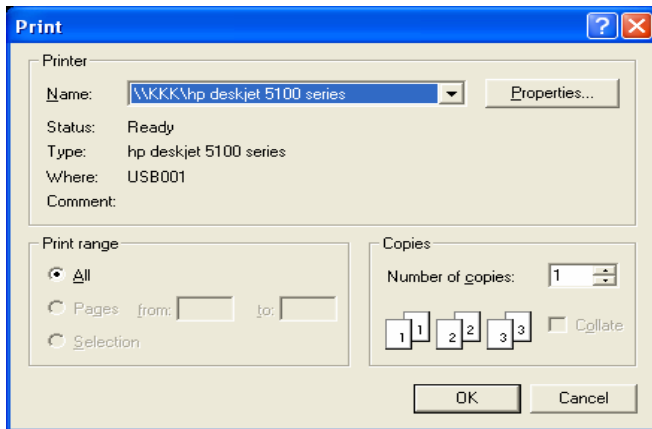 Print
Printer
Name: \\KKK\hp deskjet 5100 series Properties...
Status: Ready
Type: hp deskjet 5100 series
Where: USB001
Comment:
Print range
All
Pages from: to:
Selection
Copies
Number of copies: 1
1 1 2 2 3 3 Collate
OK Cancel